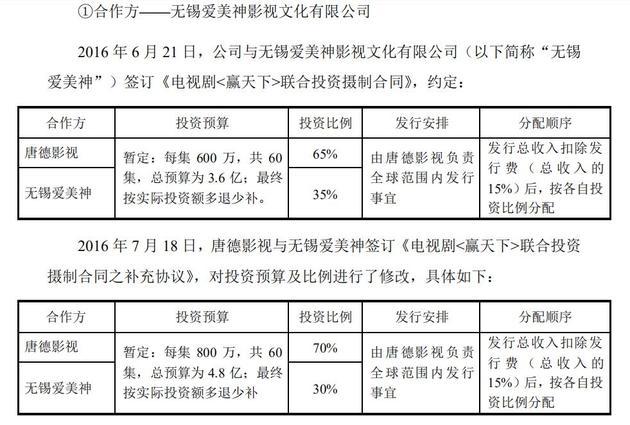 ①合作方——无锡爱美神影视文化有限公司
2016 年 6 月 21 日，公司与无锡爱美神影视文化有限公司（以下简称“无锡
爱美神”）签订《电视剧<赢天下>联合投资摄制合同》，约定：
合作方 投资预算 投资比例 发行安排 分配顺序
唐德影视
无锡爱美神
暂定：每集 600 万，共 60
集，总预算为 3.6 亿；最终
按实际投资额多退少补。
65%
35%
由唐德影视负责
全球范围内发行
事宜
发行总收入扣除发
行费（总收入的
15%）后，按各自投
资比例分配
2016 年 7 月 18 日，唐德影视与无锡爱美神签订《电视剧<赢天下>联合投资
摄制合同之补充协议》，对投资预算及比例进行了修改，具体如下：
合作方 投资预算 投资比例 发行安排 分配顺序
唐德影视
无锡爱美神
暂定：每集 800 万，共 60
集，总预算为 4.8 亿；最终
按实际投资额多退少补
70%
30%
由唐德影视负责
全球范围内发行
事宜
发行总收入扣除发
行费（总收入的
15%）后，按各自投
资比例分配